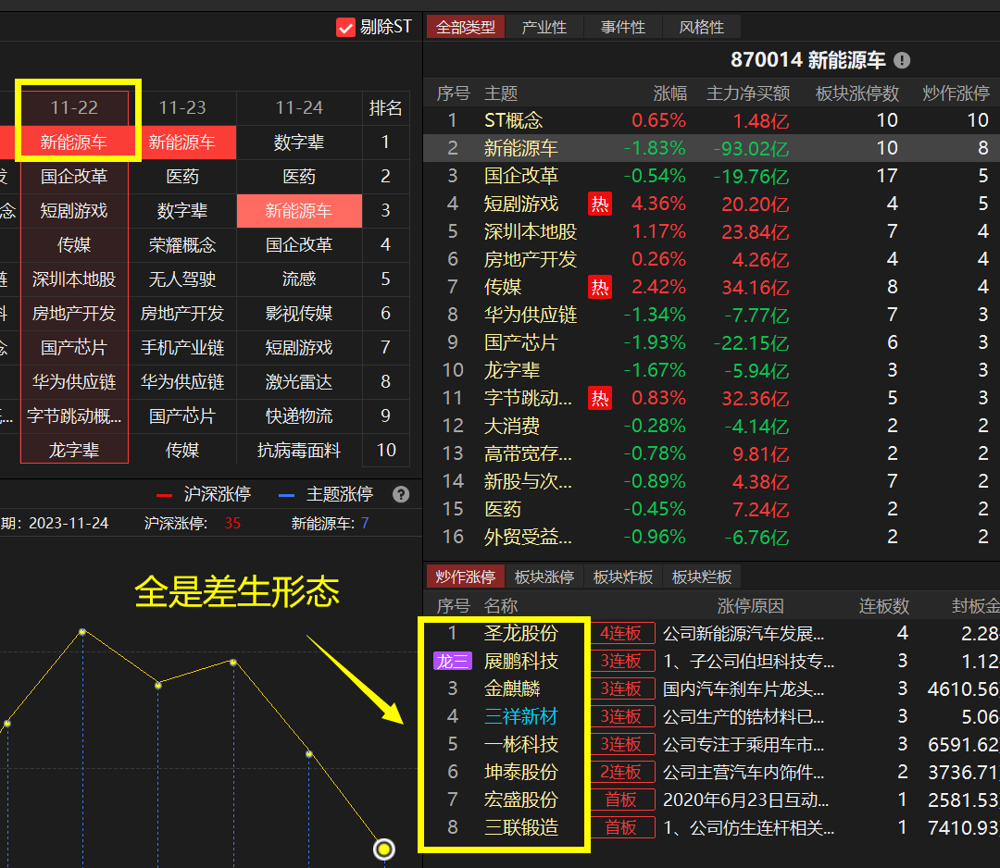 剔除ST
11-22 11-23 11-24 排名
新能源车 新能源车 数字辈 1
国企改革 医药 医药 2
念 短剧游戏 数字辈 新能源车 3
传媒 荣耀概念 国企改革 4
深圳本地股 无人驾驶 流感 5
房地产开发 房地产开发 影视传媒 6
国产芯片 手机产业链 短剧游戏 7
华为供应链 华为供应链 激光雷达 8
字节跳动概... 国产芯片 快递物流 9
龙字辈 传媒 抗病毒面料 10
沪深涨停 主题涨停 ?
期: 2023-11-24 沪深涨停: 35 新能源车: 7
全是差生形态
全部类型 产业性 事件性 风格性
870014 新能源车 !
序号 主题 涨幅 主力净买额 板块涨停数 炒作涨停
1 ST概念 0.65% 1.48亿 10 10
2 新能源车 -1.83% -93.02亿 10 8
3 国企改革 -0.54% -19.76亿 17 5
4 短剧游戏 热 4.36% 20.20亿 4 5
5 深圳本地股 1.17% 23.84亿 7 4
6 房地产开发 0.26% 4.26亿 4 4
7 传媒 热 2.42% 34.16亿 8 4
8 华为供应链 -1.34% -7.77亿 7 3
9 国产芯片 -1.93% -22.15亿 6 3
10 龙字辈 -1.67% -5.94亿 3 3
11 字节跳动... 热 0.83% 32.36亿 5 3
12 大消费 -0.28% -4.14亿 2 2
13 高带宽存... -0.78% 9.81亿 2 2
14 新股与次... -0.89% 4.38亿 7 2
15 医药 -0.45% 7.24亿 2 2
16 外贸受益... -0.96% -6.76亿 2 2
炒作涨停 板块涨停 板块炸板 板块烂板
序号 名称 涨停原因 连板数 封板金
1 圣龙股份 4连板 公司新能源汽车发展... 4 2.28
龙三 展鹏科技 3连板 1、子公司伯坦科技专... 3 1.12
3 金麒麟 3连板 国内汽车刹车片龙头... 3 4610.56
4 三祥新材 3连板 公司生产的锆材料已... 3 5.06
5 一彬科技 3连板 公司专注于乘用车市... 3 6591.62
6 坤泰股份 2连板 公司主营汽车内饰件... 2 3736.71
7 宏盛股份 首板 2020年6月23日互动... 1 2581.53
8 三联锻造 首板 1、公司仿生连杆相关... 1 7410.93